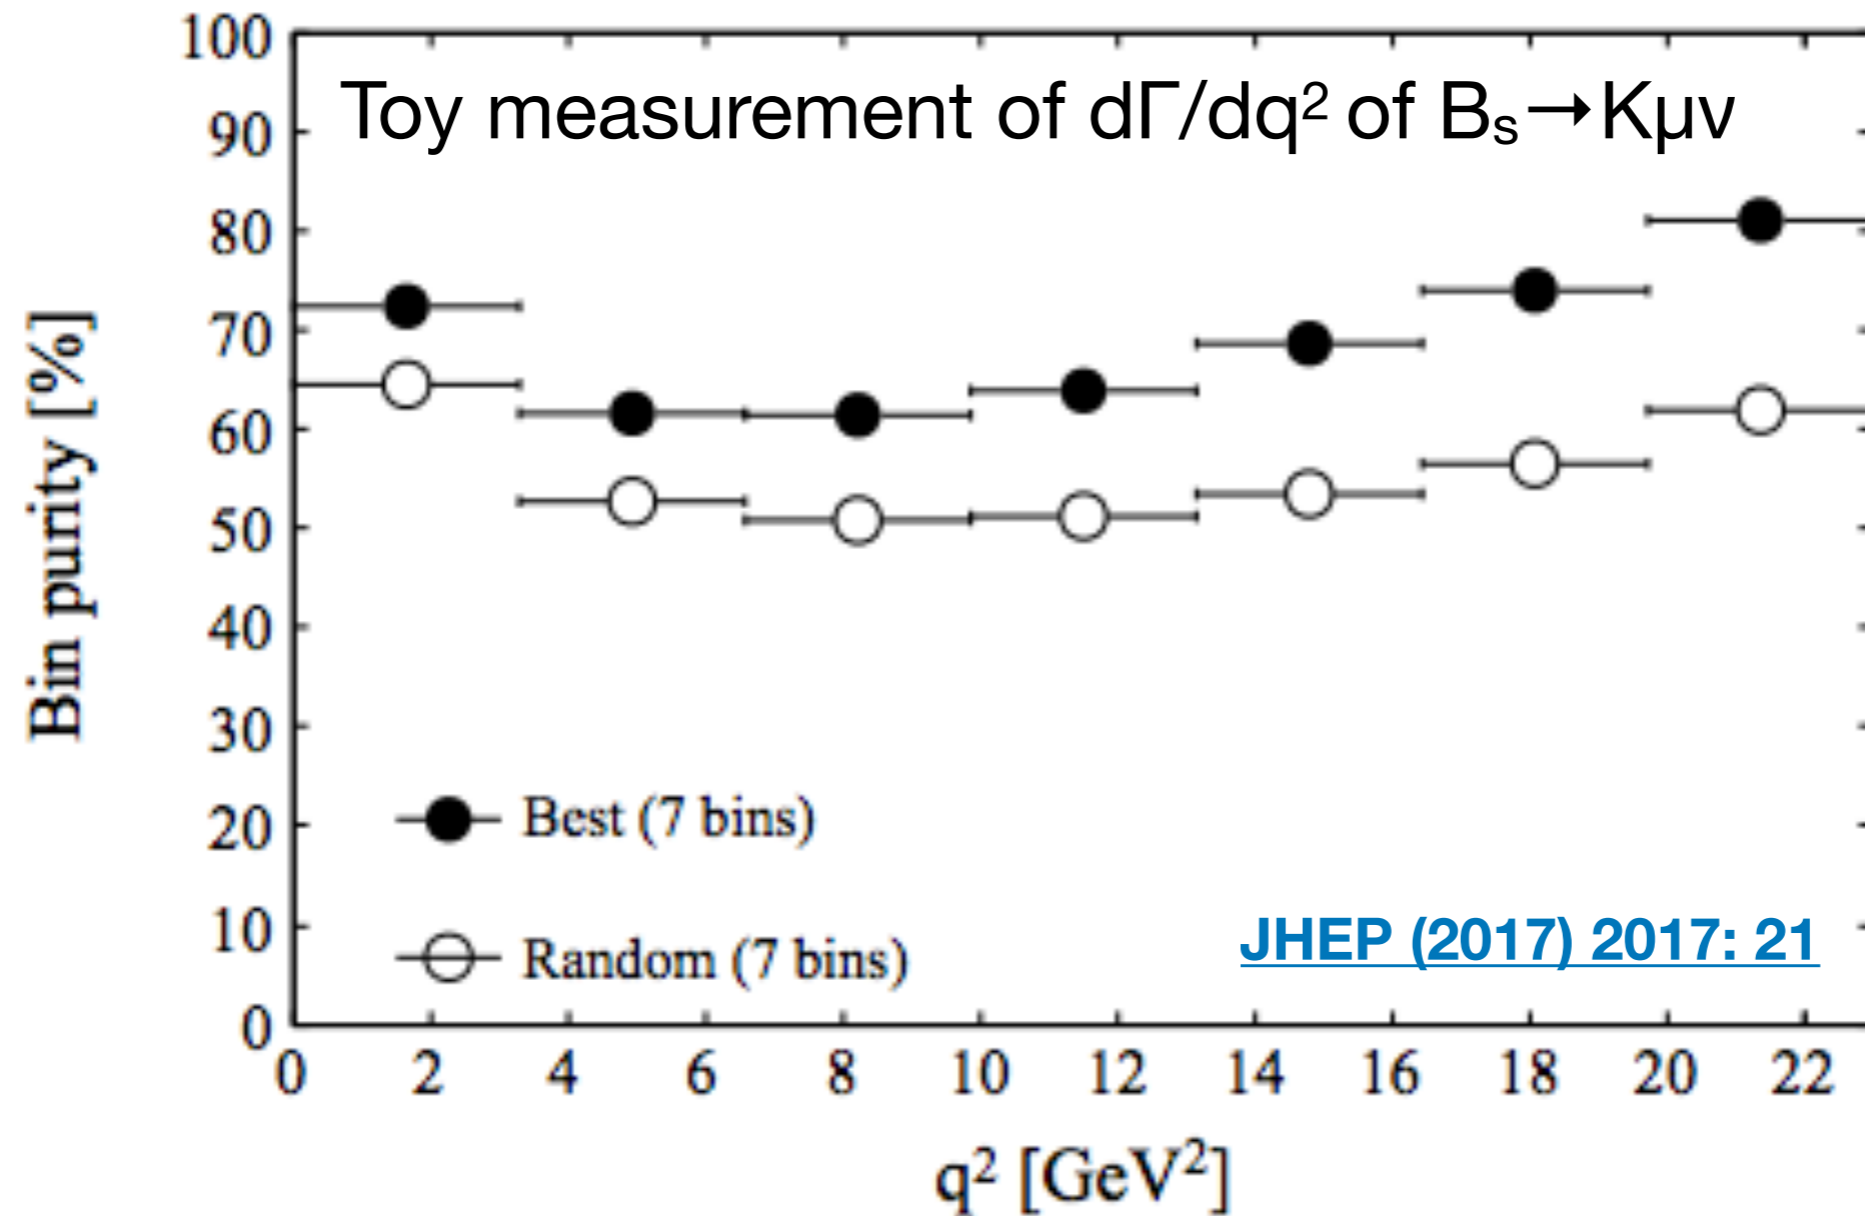 Toy measurement of dΓ/dq² of Bₛ→Kμν
100
90
80
70
60
50
40
30
20
10
0
Bin purity [%]
Best (7 bins)
Random (7 bins)
JHEP (2017) 2017: 21
0 2 4 6 8 10 12 14 16 18 20 22
q² [GeV²]